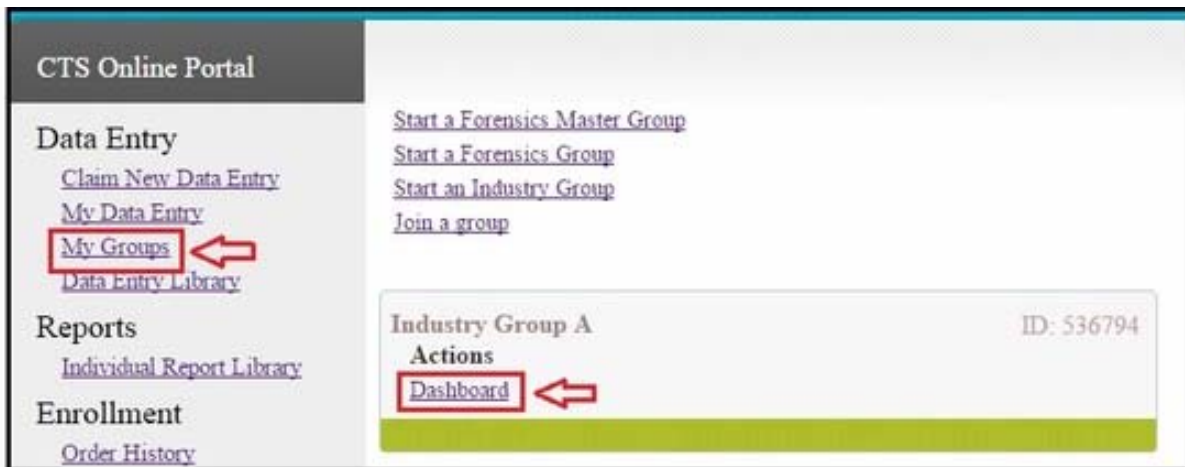 CTS Online Portal
Data Entry
Claim New Data Entry
My Data Entry
My Groups
Data Entry Library
Reports
Individual Report Library
Enrollment
Order History
Start a Forensics Master Group
Start a Forensics Group
Start an Industry Group
Join a group
Industry Group A
ID: 536794
Actions
Dashboard